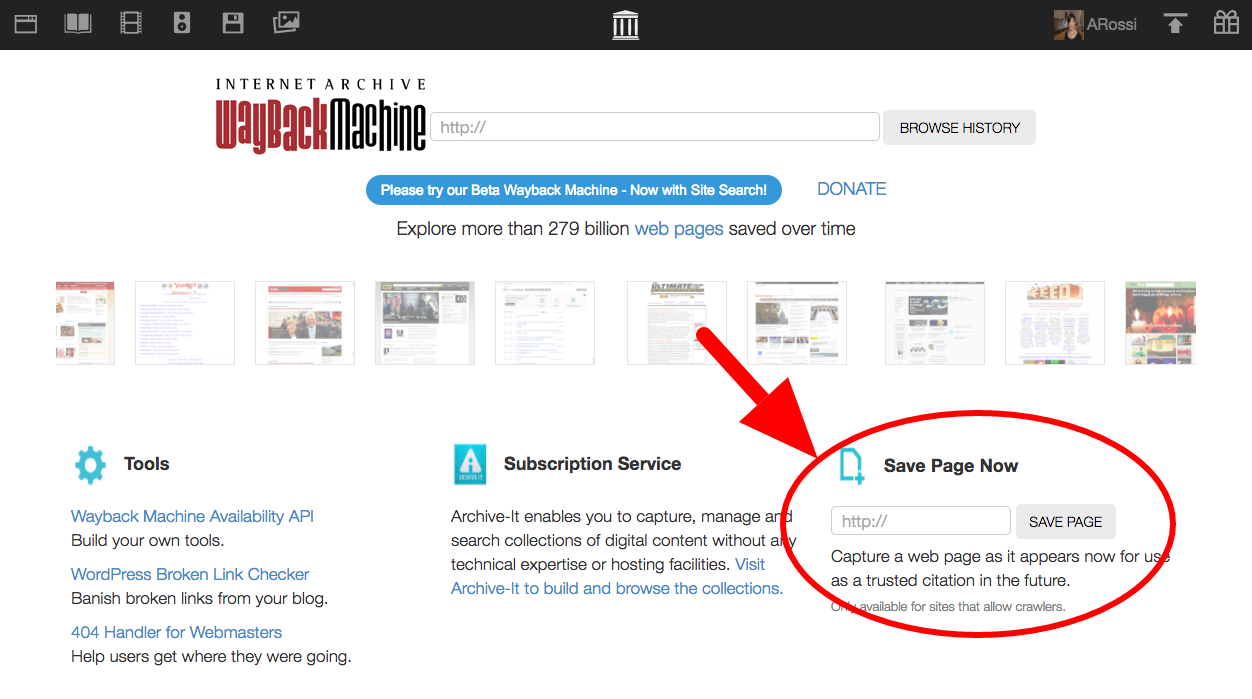 ARossi
INTERNET ARCHIVE
WayBackMachine
http://
BROWSE HISTORY
Please try our Beta Wayback Machine - Now with Site Search!
DONATE
Explore more than 279 billion web pages saved over time
Tools
Wayback Machine Availability API
Build your own tools.
WordPress Broken Link Checker
Banish broken links from your blog.
404 Handler for Webmasters
Help users get where they were going.
ARCHIVE-IT
Subscription Service
Archive-It enables you to capture, manage and
search collections of digital content without any
technical expertise or hosting facilities. Visit
Archive-It to build and browse the collections.
Save Page Now
http://
SAVE PAGE
Capture a web page as it appears now for use
as a trusted citation in the future.
Only available for sites that allow crawlers.